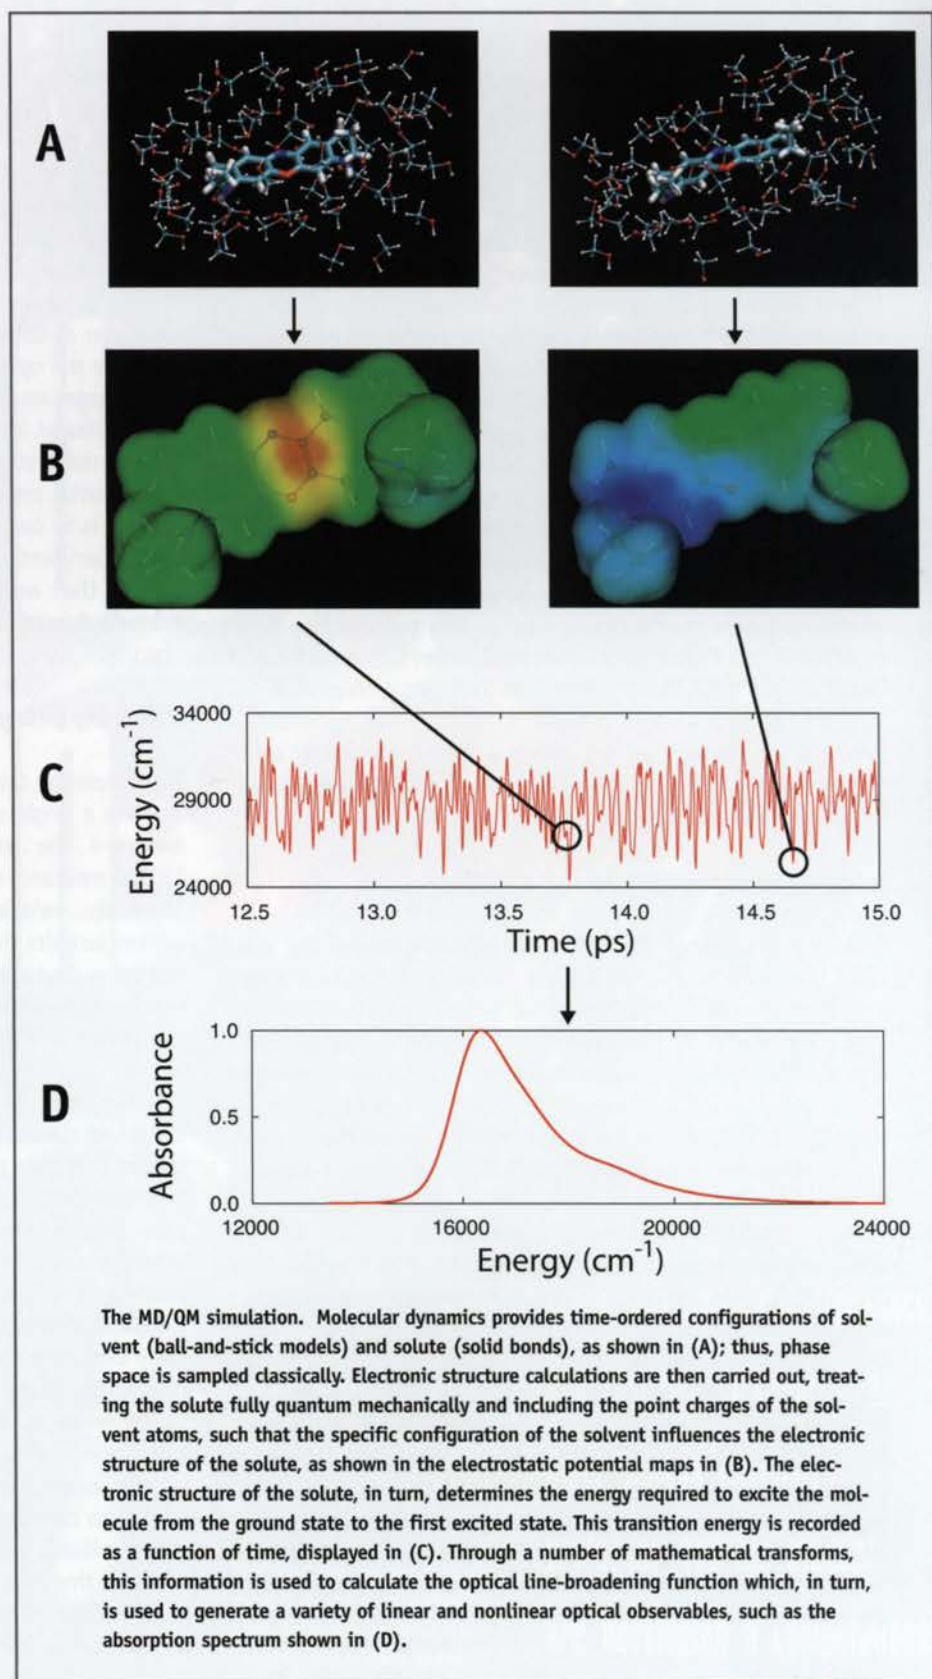 A
B
C
Energy (cm-1)
34000
29000
24000
12.5 13.0 13.5 14.0 14.5 15.0
Time (ps)
D
Absorbance
1.0
0.5
0.0
12000 16000 20000 24000
Energy (cm-1)
The MD/QM simulation. Molecular dynamics provides time-ordered configurations of sol-
vent (ball-and-stick models) and solute (solid bonds), as shown in (A); thus, phase
space is sampled classically. Electronic structure calculations are then carried out, treat-
ing the solute fully quantum mechanically and including the point charges of the sol-
vent atoms, such that the specific configuration of the solvent influences the electronic
structure of the solute, as shown in the electrostatic potential maps in (B). The elec-
tronic structure of the solute, in turn, determines the energy required to excite the mol-
ecule from the ground state to the first excited state. This transition energy is recorded
as a function of time, displayed in (C). Through a number of mathematical transforms,
this information is used to calculate the optical line-broadening function which, in turn,
is used to generate a variety of linear and nonlinear optical observables, such as the
absorption spectrum shown in (D).